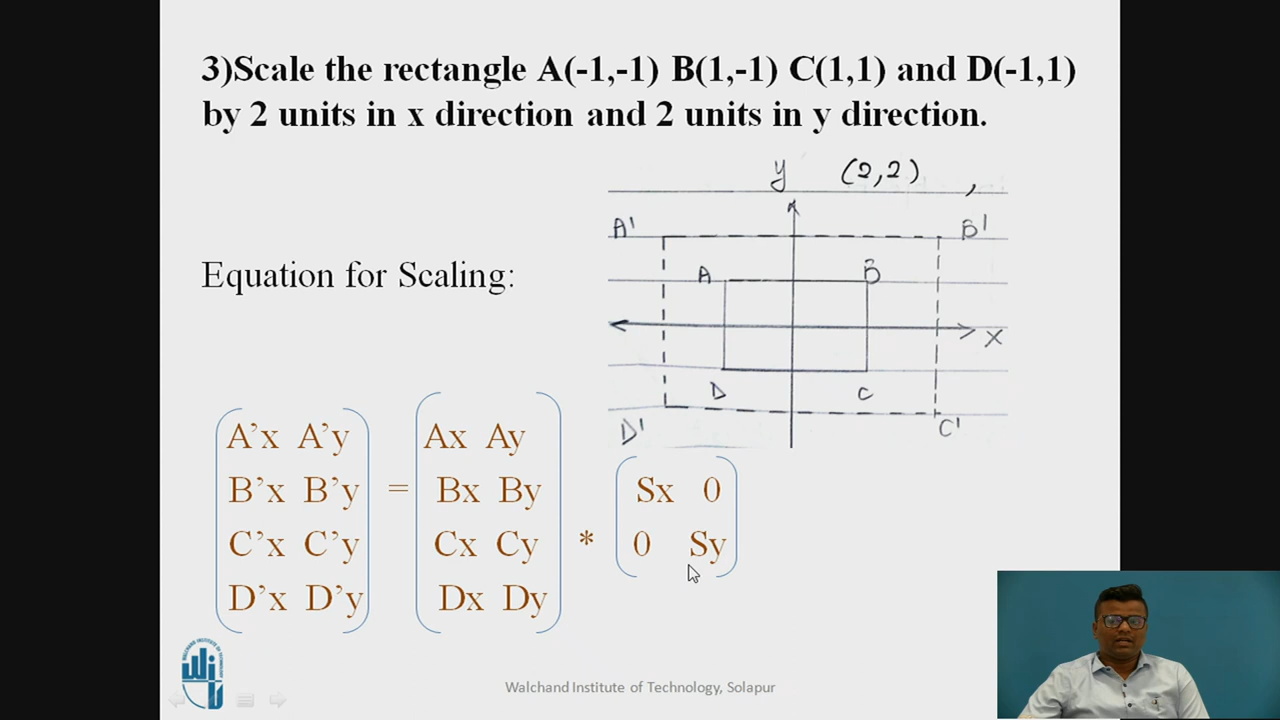 3)Scale the rectangle A(-1,-1) B(1,-1) C(1,1) and D(-1,1)
by 2 units in x direction and 2 units in y direction.
y (2,2) ,
A' B'
A B
Equation for Scaling:
X
D C
D' C'
A’x A’y Ax Ay
B’x B’y = Bx By Sx 0
C’x C’y Cx Cy * 0 Sy
D’x D’y Dx Dy
Walchand Institute of Technology, Solapur